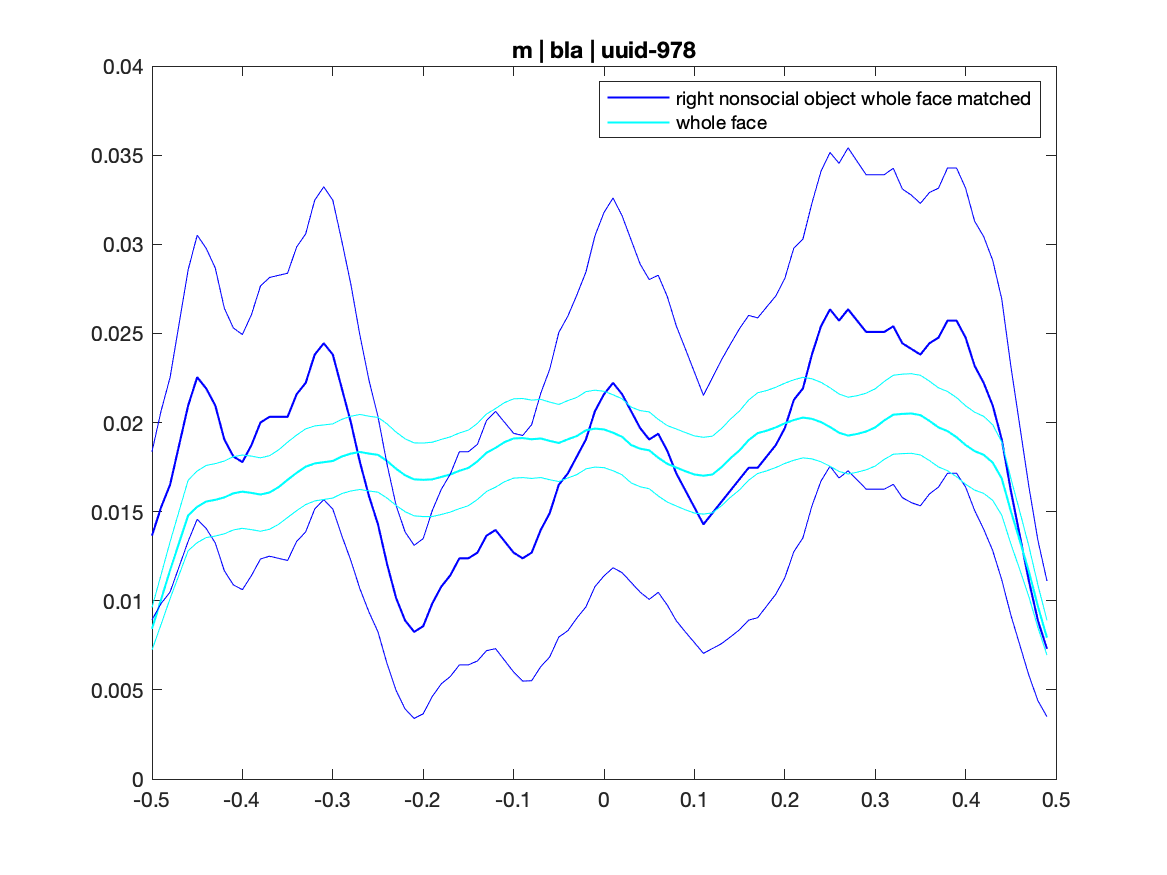 m | bla | uuid-978
right nonsocial object whole face matched
whole face
0.04
0.035
0.03
0.025
0.02
0.015
0.01
0.005
0
-0.5 -0.4 -0.3 -0.2 -0.1 0 0.1 0.2 0.3 0.4 0.5